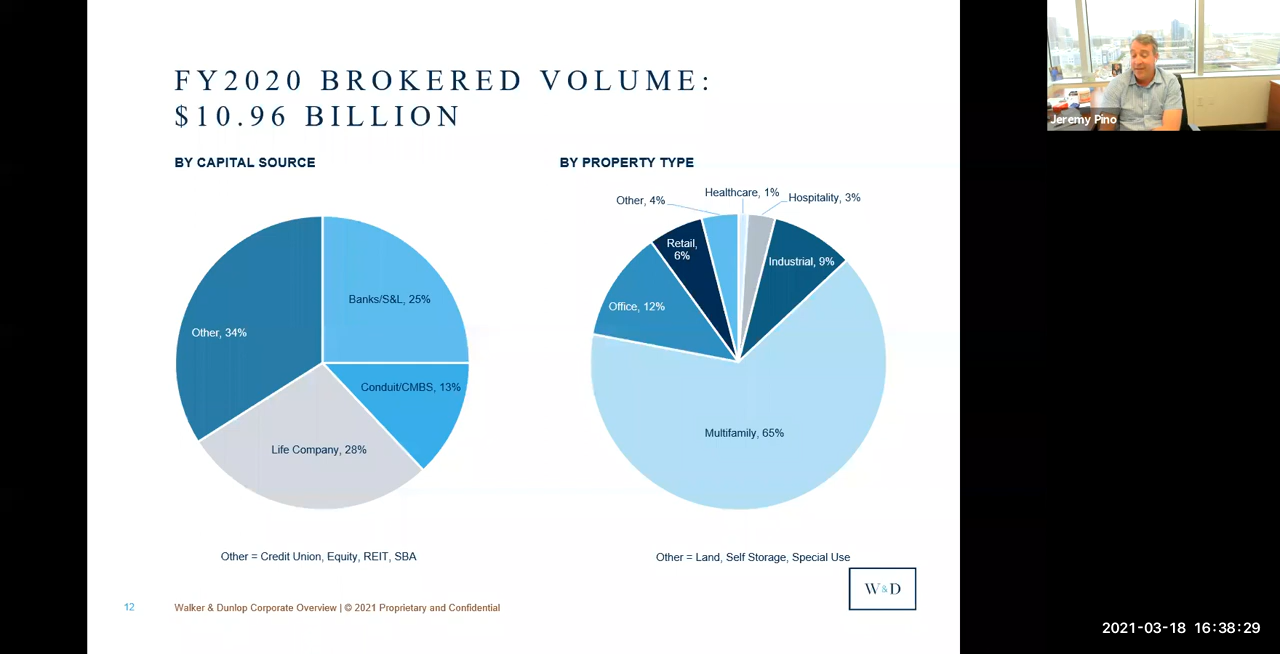 FY2020 BROKERED VOLUME:
$10.96 BILLION
BY CAPITAL SOURCE
Banks/S&L, 25%
Conduit/CMBS, 13%
Life Company, 28%
Other, 34%
Other = Credit Union, Equity, REIT, SBA
BY PROPERTY TYPE
Healthcare, 1%
Hospitality, 3%
Other, 4%
Retail,
6%
Industrial, 9%
Office, 12%
Multifamily, 65%
Other = Land, Self Storage, Special Use
W&D
12
Walker & Dunlop Corporate Overview | © 2021 Proprietary and Confidential
Jeremy Pino
2021-03-18 16:38:29